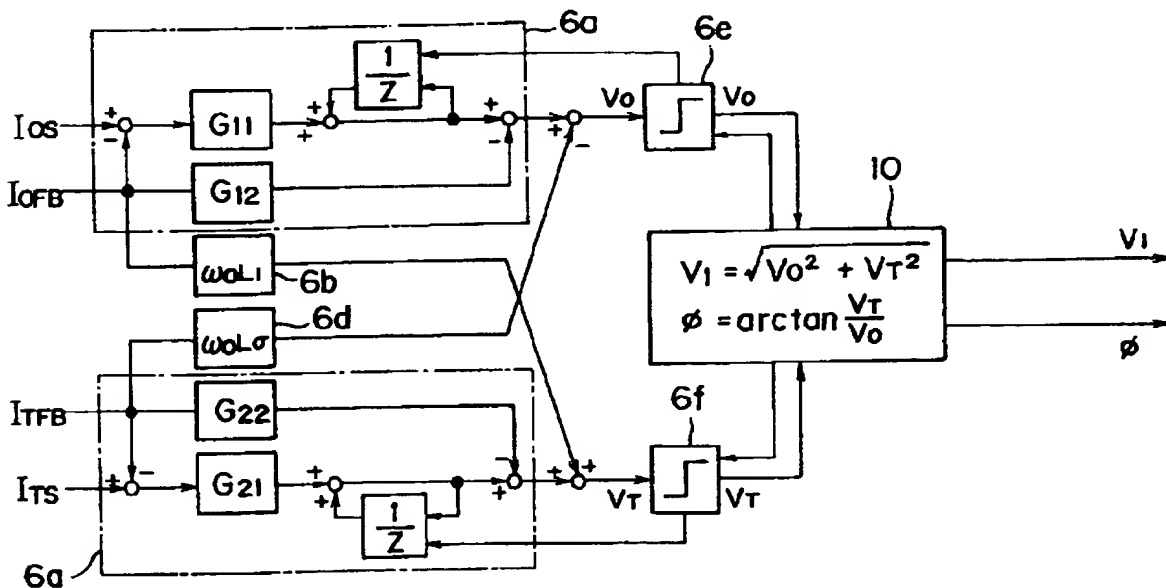 6a
6e
1
Z
+
+
+
VO
VO
IOS
+
-
G11
+
+
-
-
10
IOFB
G12
V1
V1 = √VO² + VT²
ωOL1
6b
φ = arctan VT
VO
φ
ωOLσ
6d
6f
ITFB
G22
-
+
-
+
+
ITS
+
G21
+
+
+
VT
VT
1
Z
6a